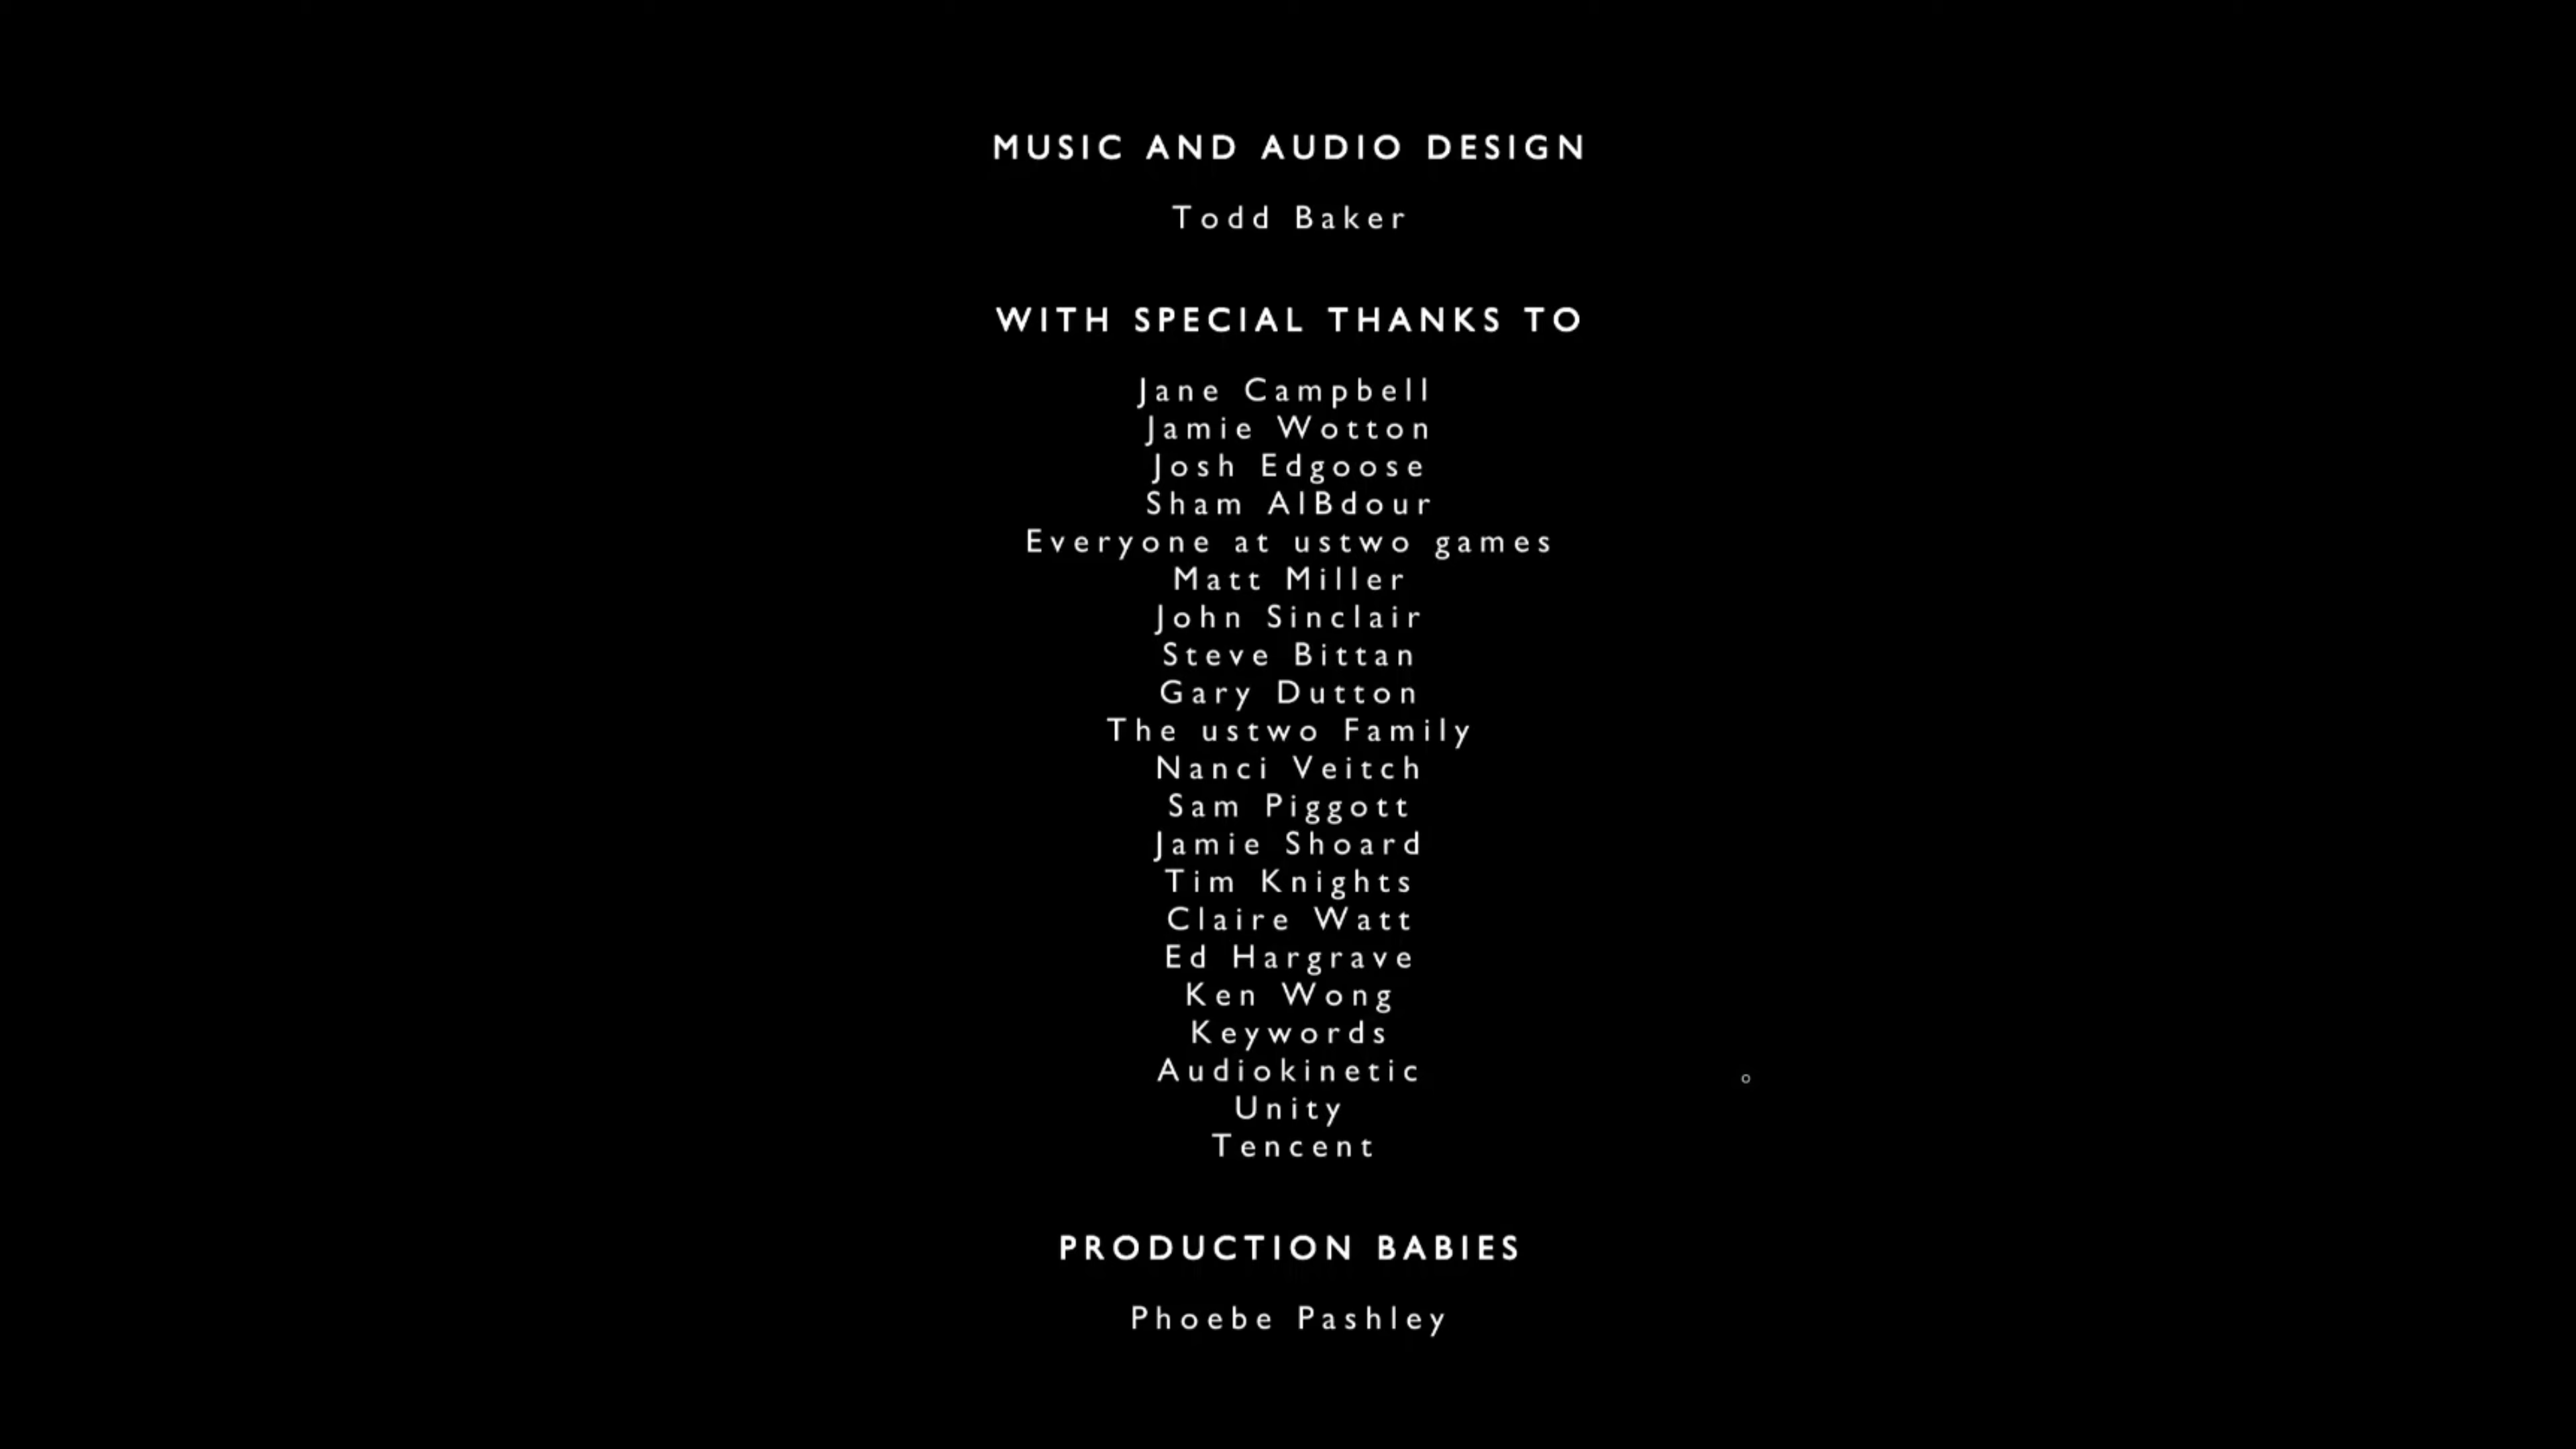 MUSIC AND AUDIO DESIGN
Todd Baker
WITH SPECIAL THANKS TO
Jane Campbell
Jamie Wotton
Josh Edgoose
Sham AlBdour
Everyone at ustwo games
Matt Miller
John Sinclair
Steve Bittan
Gary Dutton
The ustwo Family
Nanci Veitch
Sam Piggott
Jamie Shoard
Tim Knights
Claire Watt
Ed Hargrave
Ken Wong
Keywords
Audiokinetic
Unity
Tencent
PRODUCTION BABIES
Phoebe Pashley